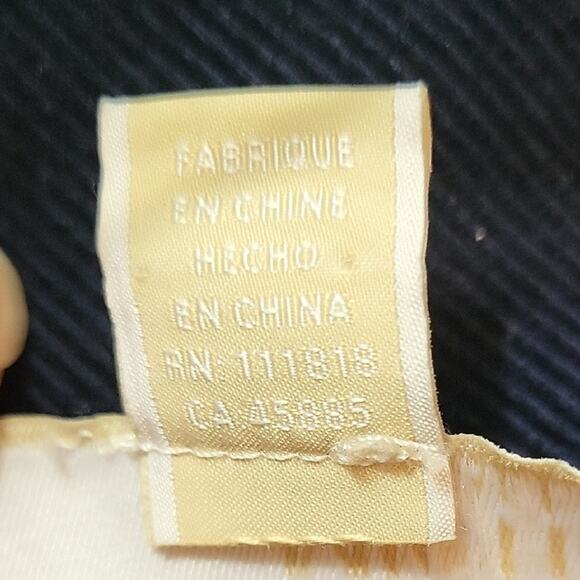 FABRIQUE
EN CHINE
HECHO
EN CHINA
RN: 111818
CA 45885